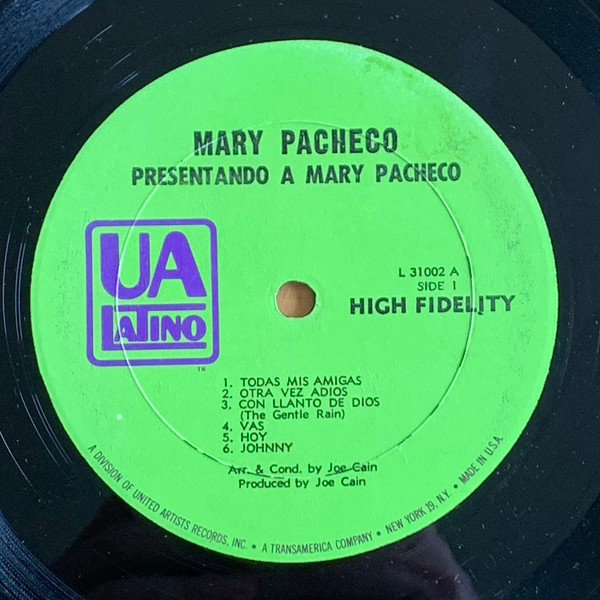 MARY PACHECO
PRESENTANDO A MARY PACHECO
UA
LATINO
TM
L 31002 A
SIDE 1
HIGH FIDELITY
1. TODAS MIS AMIGAS
2. OTRA VEZ ADIOS
3. CON LLANTO DE DIOS
(The Gentle Rain)
4. VAS
5. HOY
6. JOHNNY
Arr. & Cond. by Joe Cain
Produced by Joe Cain
A DIVISION OF UNITED ARTISTS RECORDS, INC. • A TRANSAMERICA COMPANY • NEW YORK 19, N.Y. • MADE IN U.S.A.